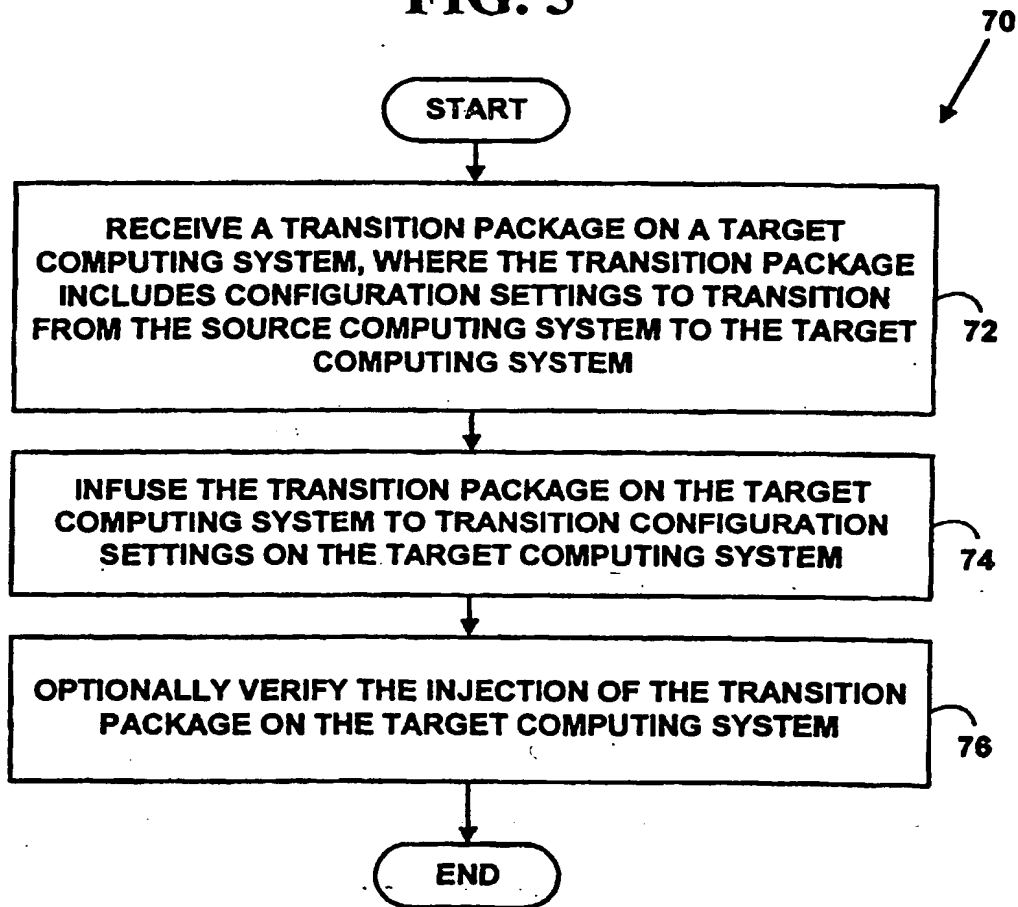 FIG.
70
START
RECEIVE A TRANSITION PACKAGE ON A TARGET
COMPUTING SYSTEM, WHERE THE TRANSITION PACKAGE
INCLUDES CONFIGURATION SETTINGS TO TRANSITION
FROM THE SOURCE COMPUTING SYSTEM TO THE TARGET
COMPUTING SYSTEM
72
INFUSE THE TRANSITION PACKAGE ON THE TARGET
COMPUTING SYSTEM TO TRANSITION CONFIGURATION
SETTINGS ON THE TARGET COMPUTING SYSTEM
74
OPTIONALLY VERIFY THE INJECTION OF THE TRANSITION
PACKAGE ON THE TARGET COMPUTING SYSTEM
76
END